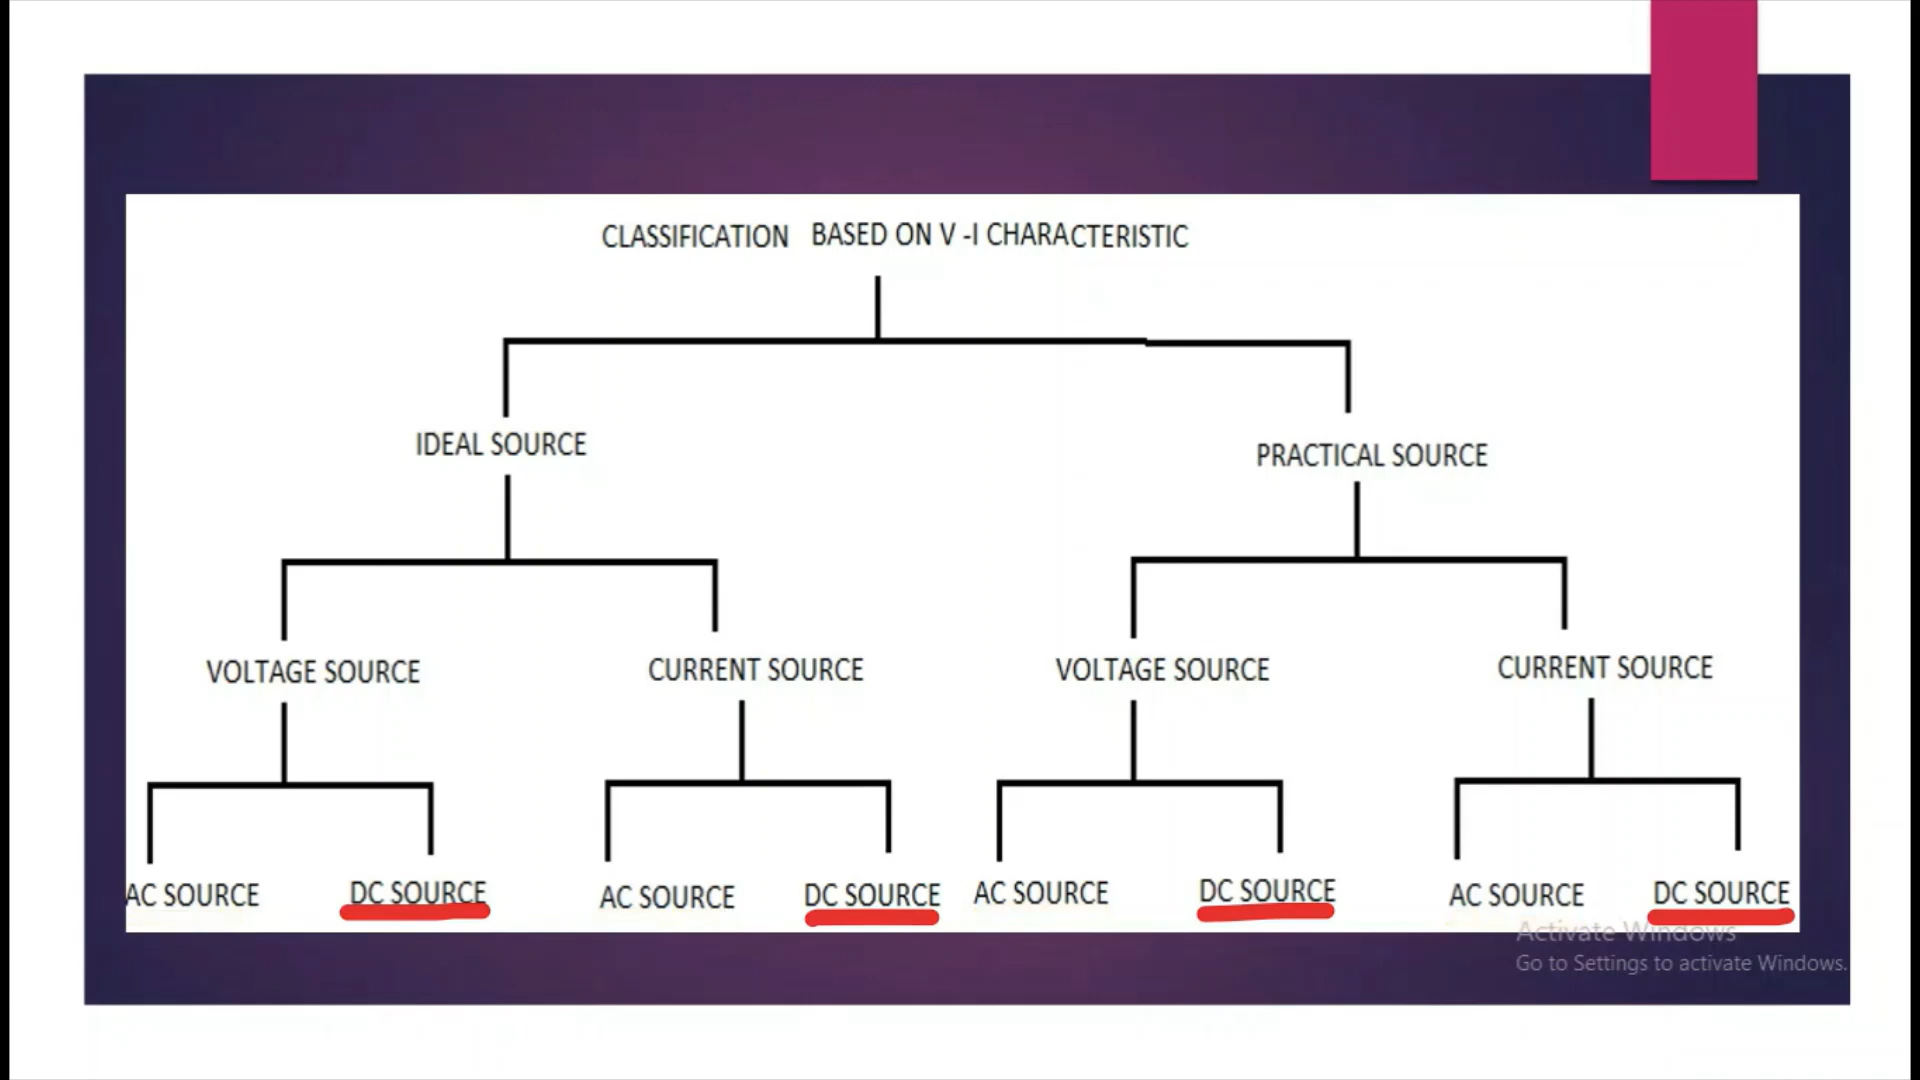 CLASSIFICATION BASED ON V -I CHARACTERISTIC
IDEAL SOURCE
PRACTICAL SOURCE
VOLTAGE SOURCE
CURRENT SOURCE
VOLTAGE SOURCE
CURRENT SOURCE
AC SOURCE
DC SOURCE
AC SOURCE
DC SOURCE
AC SOURCE
DC SOURCE
AC SOURCE
DC SOURCE
Activate Windows
Go to Settings to activate Windows.